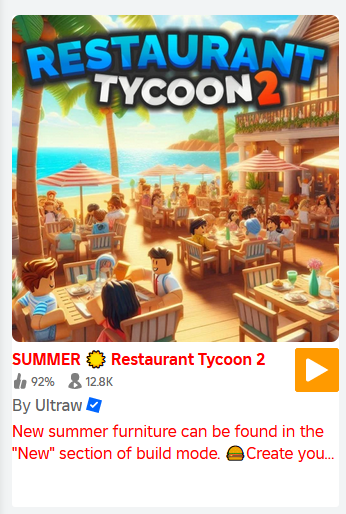 RESTAURANT
TYCOON 2
SUMMER 🌞 Restaurant Tycoon 2
92% 12.8K
By Ultraw
New summer furniture can be found in the
"New" section of build mode. 🍔Create you...